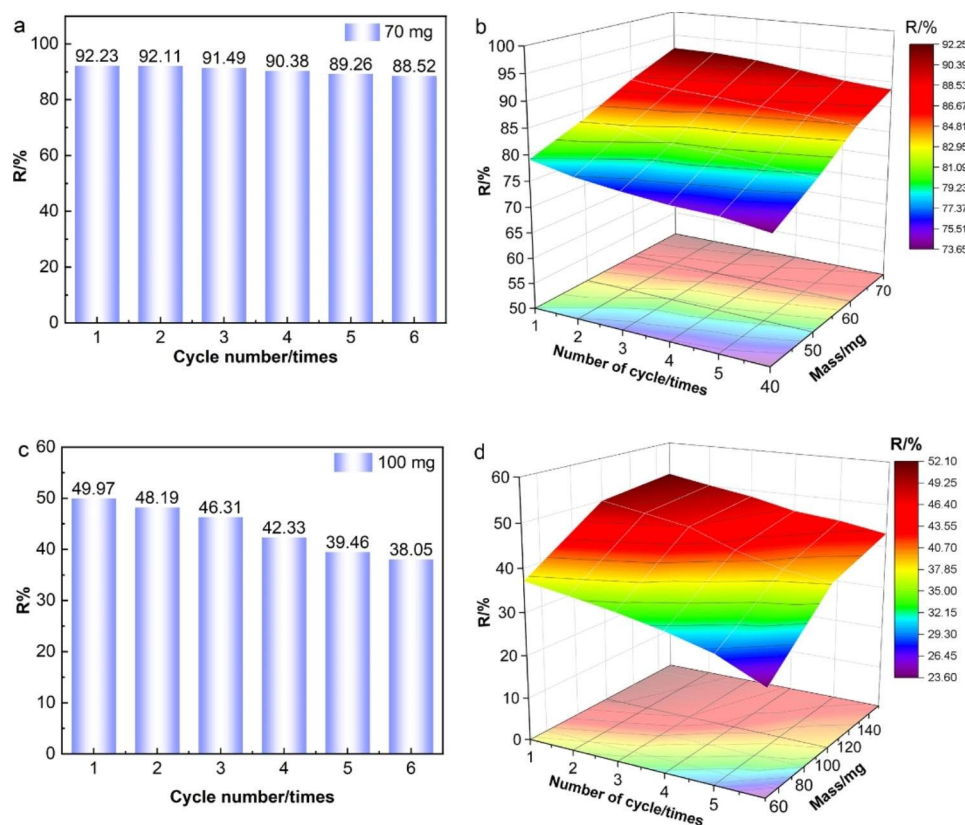 a
70 mg
100
80
60
40
20
0
R/%
92.23 92.11 91.49 90.38 89.26 88.52
1 2 3 4 5 6
Cycle number/times
b
R/%
100
95
90
85
80
75
70
65
60
55
50
R/%
1 2 3 4 5
Number of cycle/times
40 50 60 70
Mass/mg
92.25
90.39
88.53
86.67
84.81
82.95
81.09
79.23
77.37
75.51
73.65
c
100 mg
60
50
40
30
20
10
0
R%
49.97 48.19 46.31 42.33 39.46 38.05
1 2 3 4 5 6
Cycle number/times
d
R/%
60
50
40
30
20
10
0
R/%
1 2 3 4 5
Number of cycle/times
60 80 100 120 140
Mass/mg
52.10
49.25
46.40
43.55
40.70
37.85
35.00
32.15
29.30
26.45
23.60